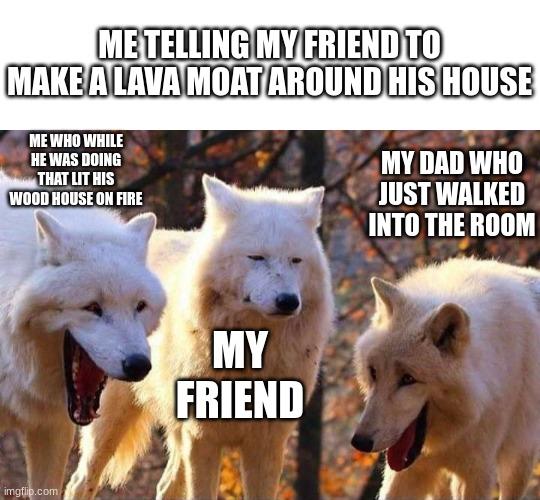 ME TELLING MY FRIEND TO
MAKE A LAVA MOAT AROUND HIS HOUSE
ME WHO WHILE
HE WAS DOING
THAT LIT HIS
WOOD HOUSE ON FIRE
MY
FRIEND
MY DAD WHO
JUST WALKED
INTO THE ROOM
imgflip.com